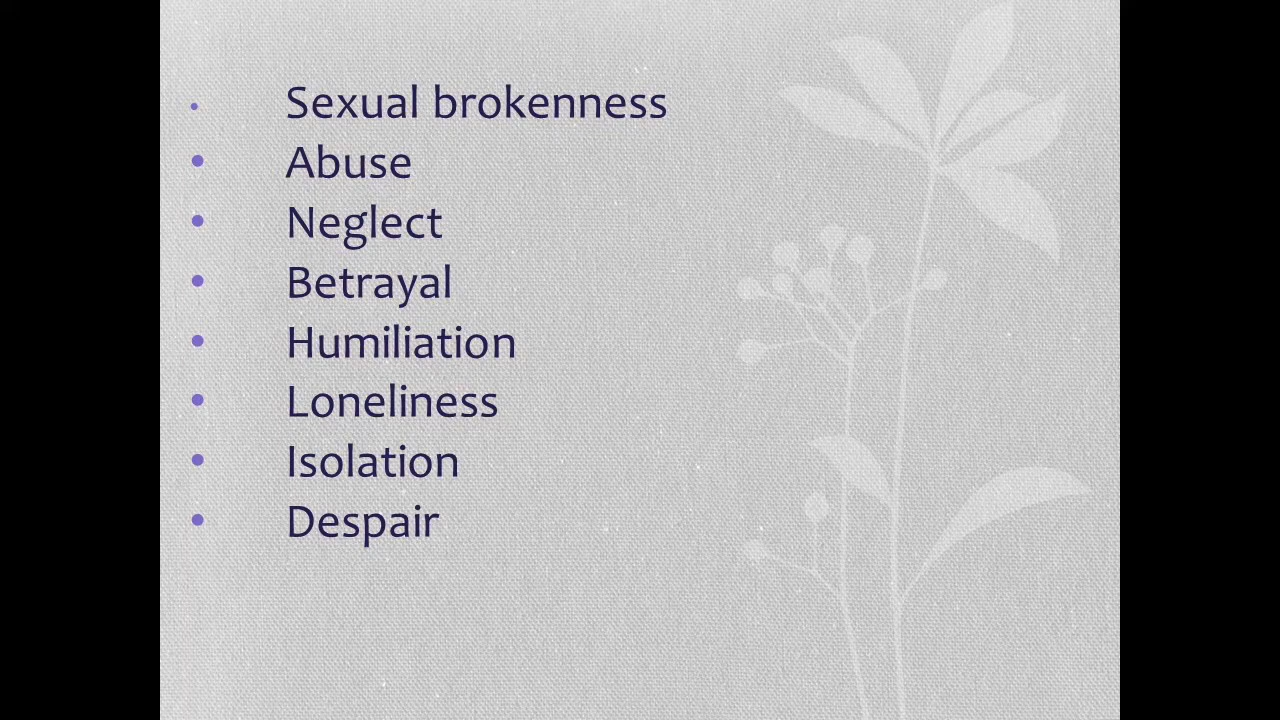 • Sexual brokenness
• Abuse
• Neglect
• Betrayal
• Humiliation
• Loneliness
• Isolation
• Despair